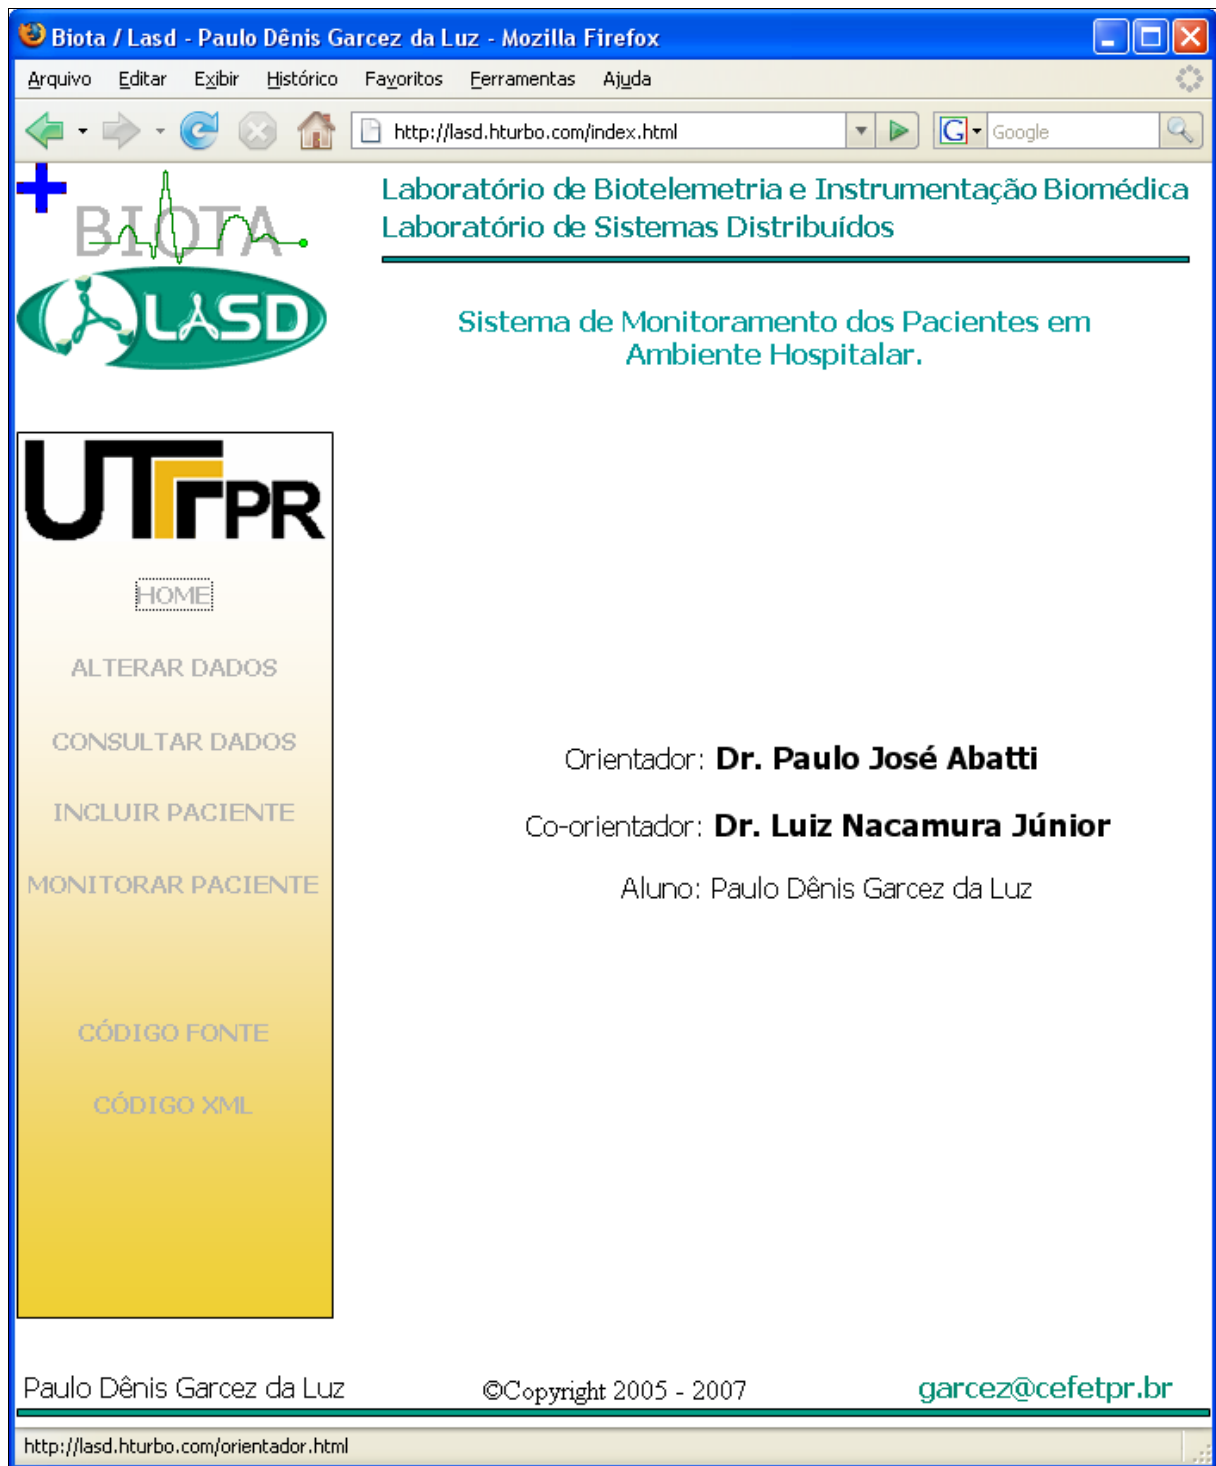 Biota / Lasd - Paulo Dênis Garcez da Luz - Mozilla Firefox
Arquivo Editar Exibir Histórico Favoritos Ferramentas Ajuda
http://lasd.hturbo.com/index.html G Google
BIOTA
LASD
Laboratório de Biotelemetria e Instrumentação Biomédica
Laboratório de Sistemas Distribuídos
Sistema de Monitoramento dos Pacientes em
Ambiente Hospitalar.
UTFPR
HOME
ALTERAR DADOS
CONSULTAR DADOS
INCLUIR PACIENTE
MONITORAR PACIENTE
CÓDIGO FONTE
CÓDIGO XML
Orientador: Dr. Paulo José Abatti
Co-orientador: Dr. Luiz Nacamura Júnior
Aluno: Paulo Dênis Garcez da Luz
Paulo Dênis Garcez da Luz ©Copyright 2005 - 2007 garcez@cefetpr.br
http://lasd.hturbo.com/orientador.html